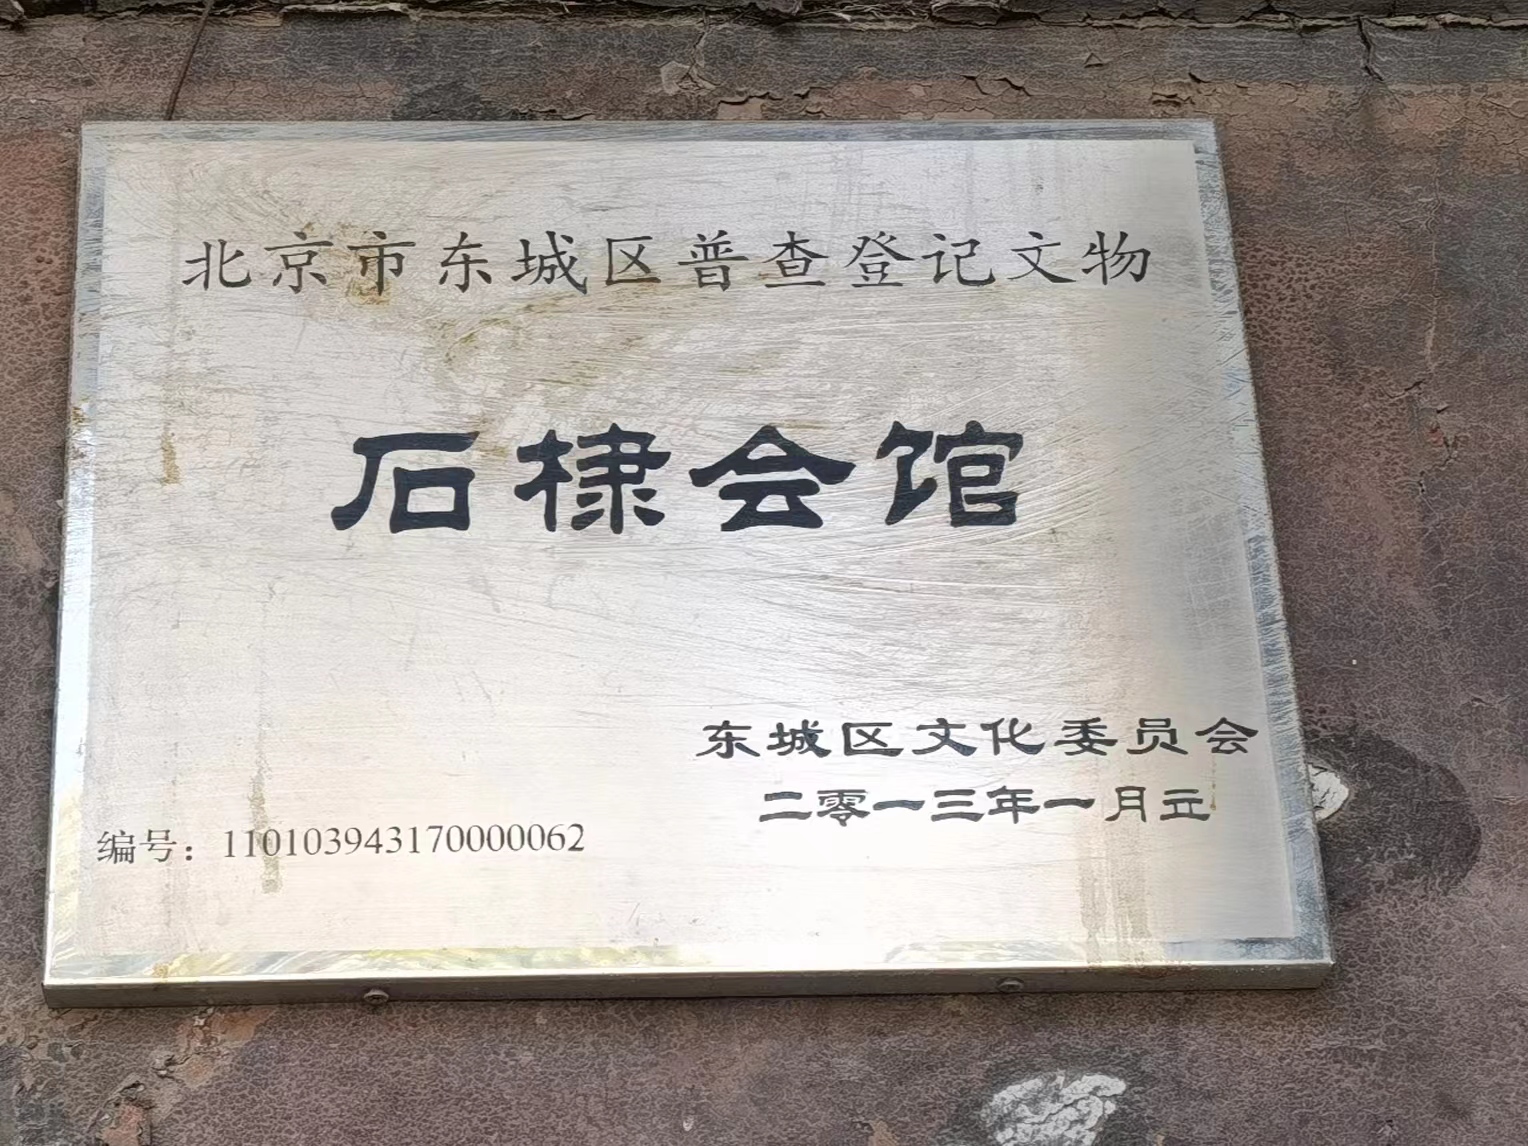 北京市东城区普查登记文物
石棣会馆
东城区文化委员会
二零一三年一月立
编号：110103943170000062